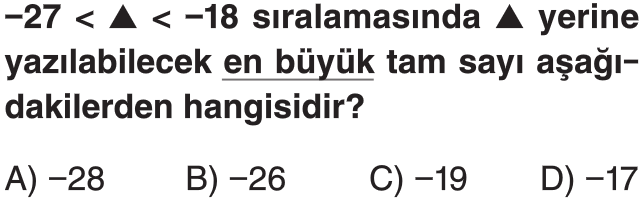 –27 < ▲ < –18 sıralamasında ▲ yerine
yazılabilecek en büyük tam sayı aşağı-
dakilerden hangisidir?
A) –28 B) –26 C) –19 D) –17